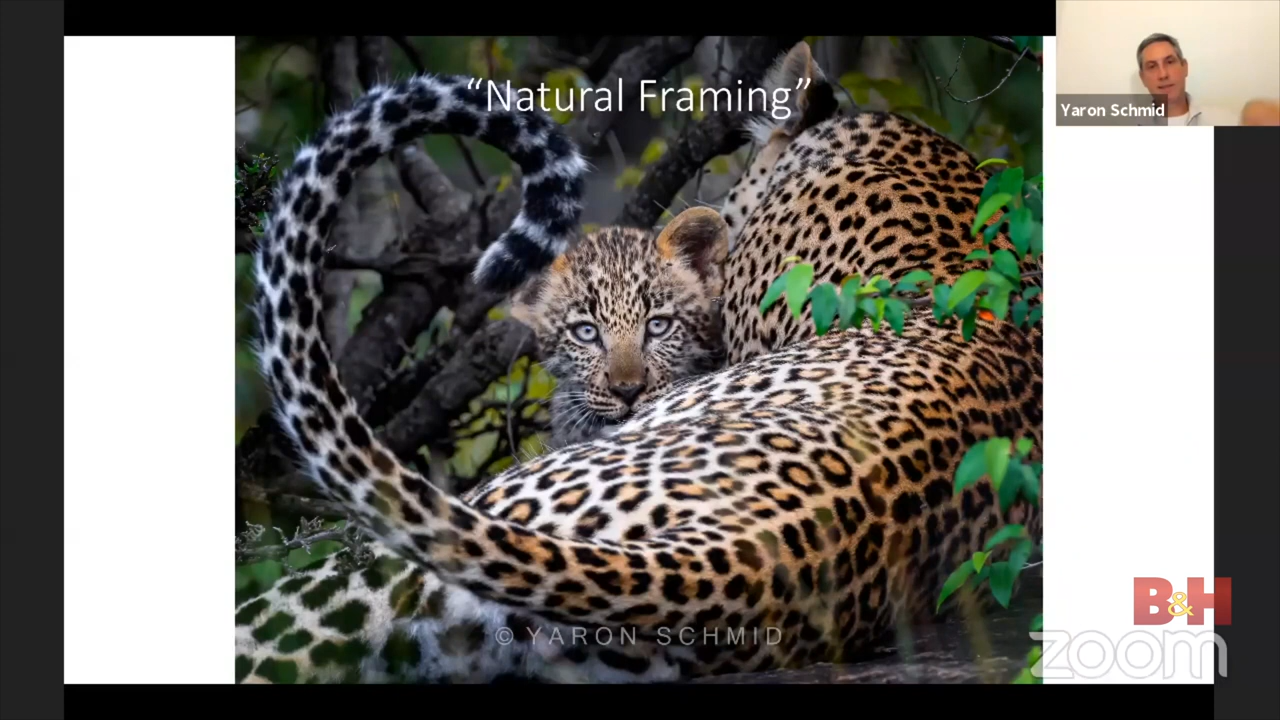 “Natural Framing”
Yaron Schmid
© YARON SCHMID
B&H
zoom